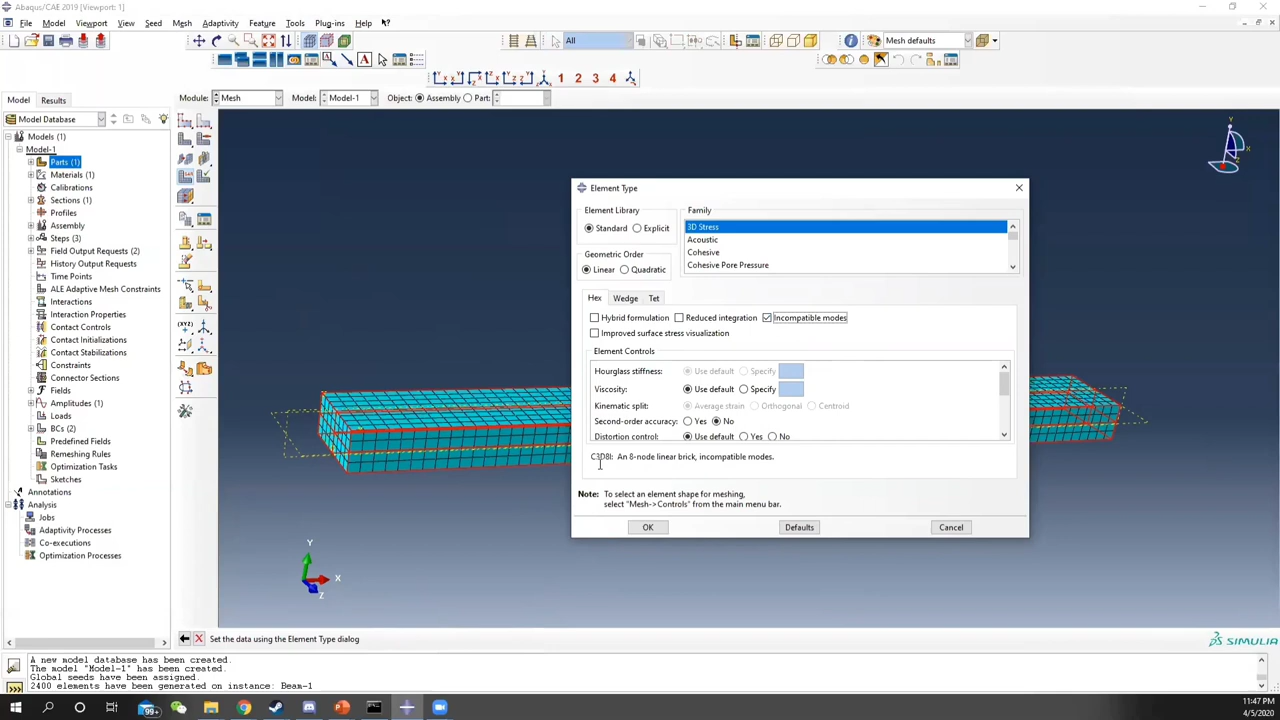 Abaqus/CAE 2019 [Viewport: 1]
File Model Viewport View Seed Mesh Adaptivity Feature Tools Plug-ins Help
All
Mesh defaults
1 2 3 4
Model Results
Module: Mesh Model: Model-1 Object: Assembly Part:
Model Database
Models (1)
Model-1
Parts (1)
Materials (1)
Calibrations
Sections (1)
Profiles
Assembly
Steps (3)
Field Output Requests (2)
History Output Requests
Time Points
ALE Adaptive Mesh Constraints
Interactions
Interaction Properties
Contact Controls
Contact Initializations
Contact Stabilizations
Constraints
Connector Sections
Fields
Amplitudes (1)
Loads
BCs (2)
Predefined Fields
Remeshing Rules
Optimization Tasks
Sketches
Annotations
Analysis
Jobs
Adaptivity Processes
Co-executions
Optimization Processes
Element Type
Element Library
Standard Explicit
Geometric Order
Linear Quadratic
Family
3D Stress
Acoustic
Cohesive
Cohesive Pore Pressure
Hex Wedge Tet
Hybrid formulation Reduced integration Incompatible modes
Improved surface stress visualization
Element Controls
Hourglass stiffness: Use default Specify
Viscosity: Use default Specify
Kinematic split: Average strain Orthogonal Centroid
Second-order accuracy: Yes No
Distortion control: Use default Yes No
C3D8I: An 8-node linear brick, incompatible modes.
Note: To select an element shape for meshing,
select "Mesh->Controls" from the main menu bar.
OK Defaults Cancel
Y
X
Z
Y
X
Set the data using the Element Type dialog
SIMULIA
A new model database has been created.
The model "Model-1" has been created.
Global seeds have been assigned.
2400 elements have been generated on instance: Beam-1
99+
11:47 PM
4/5/2020